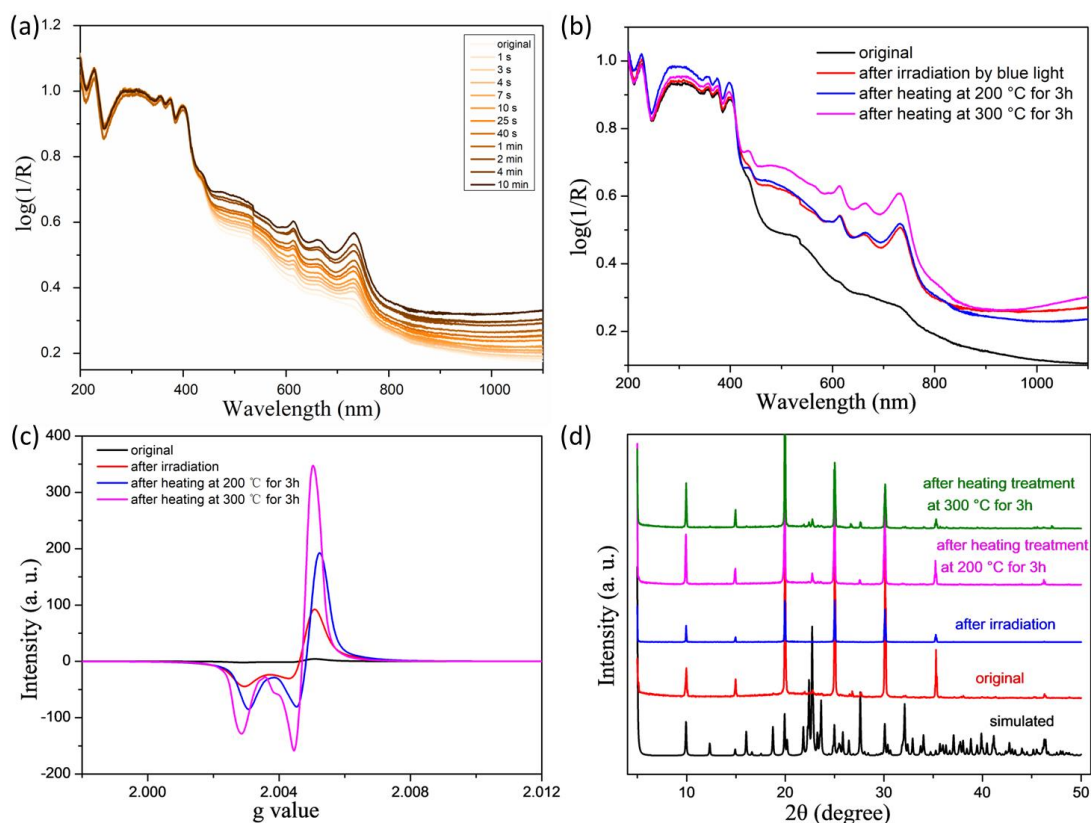 (a)
1.2
1.0
0.8
0.6
0.4
0.2
log(1/R)
200 400 600 800 1000
Wavelength (nm)
original
1 s
3 s
4 s
7 s
10 s
25 s
40 s
1 min
2 min
4 min
10 min
(b)
1.0
0.8
0.6
0.4
0.2
log(1/R)
200 400 600 800 1000
Wavelength (nm)
original
after irradiation by blue light
after heating at 200 °C for 3h
after heating at 300 °C for 3h
(c)
400
300
200
100
0
-100
-200
Intensity (a. u.)
2.000 2.004 2.008 2.012
g value
original
after irradiation
after heating at 200 ℃ for 3h
after heating at 300 ℃ for 3h
(d)
Intensity (a. u.)
after heating treatment
at 300 °C for 3h
after heating treatment
at 200 °C for 3h
after irradiation
original
simulated
10 20 30 40 50
2θ (degree)